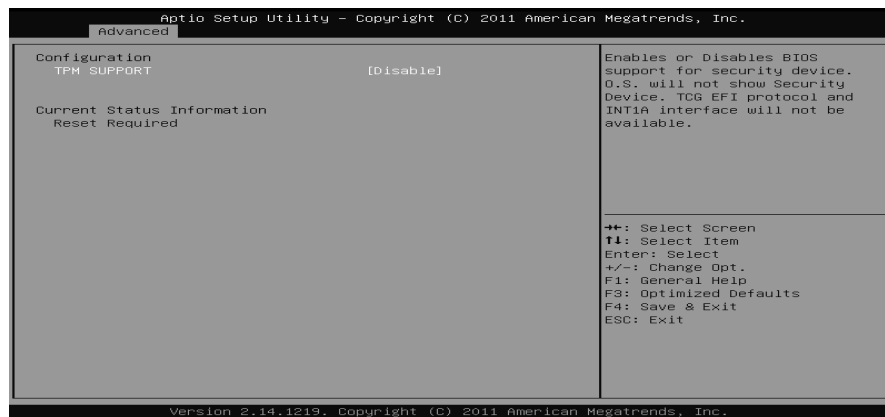 Aptio Setup Utility – Copyright (C) 2011 American Megatrends, Inc.
Advanced
Configuration
TPM SUPPORT [Disable]
Current Status Information
Reset Required
Enables or Disables BIOS
support for security device.
O.S. will not show Security
Device. TCG EFI protocol and
INT1A interface will not be
available.
→←: Select Screen
↑↓: Select Item
Enter: Select
+/-: Change Opt.
F1: General Help
F3: Optimized Defaults
F4: Save & Exit
ESC: Exit
Version 2.14.1219. Copyright (C) 2011 American Megatrends, Inc.